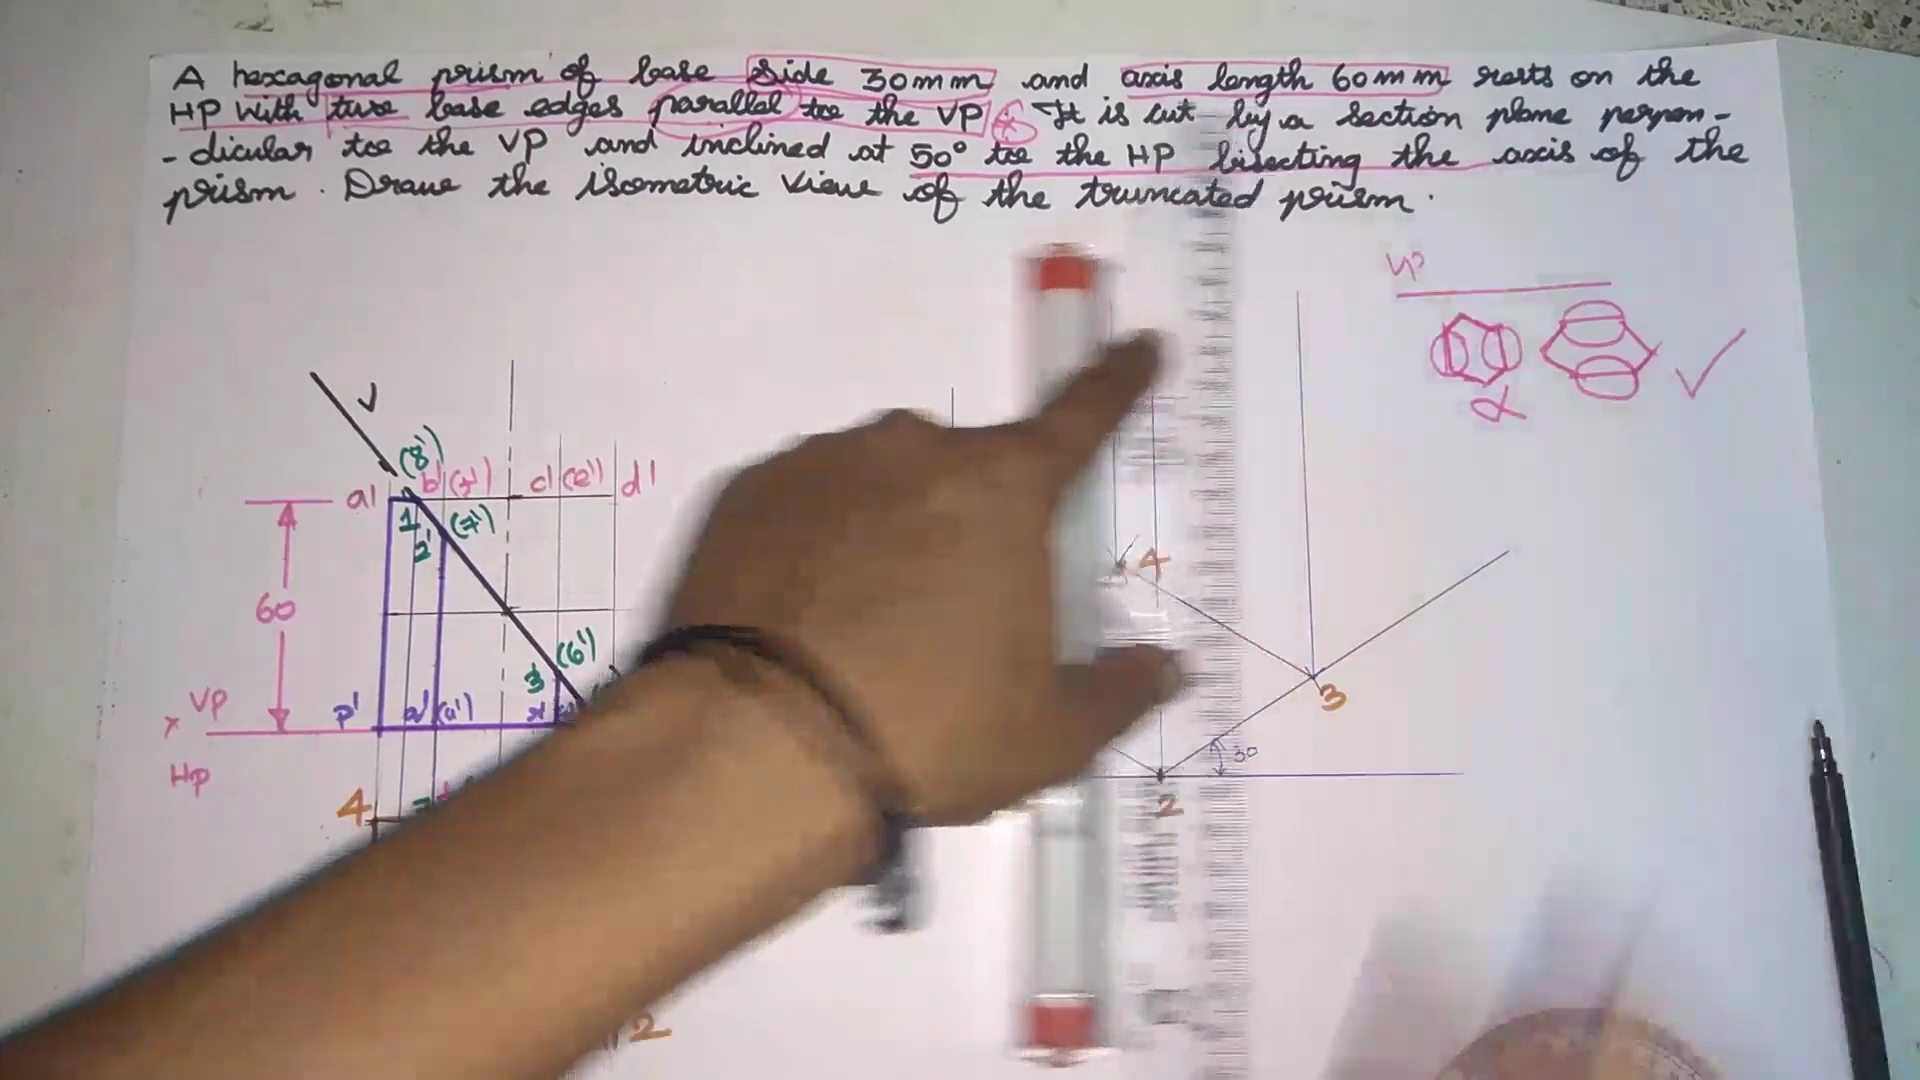 A hexagonal prism of base side 30mm and axis length 60mm rests on the
HP with two base edges parallel to the VP. It is cut by a section plane perpen-
-dicular to the VP and inclined at 50° to the HP bisecting the axis of the
prism. Draw the isometric view of the truncated prism.
VP
α
(8')
a' b' (f') c' (e') d'
1 (7')
2'
60
(6')
3'
VP
X
p' q' (u') r'
HP
4
2
4
3
30
2